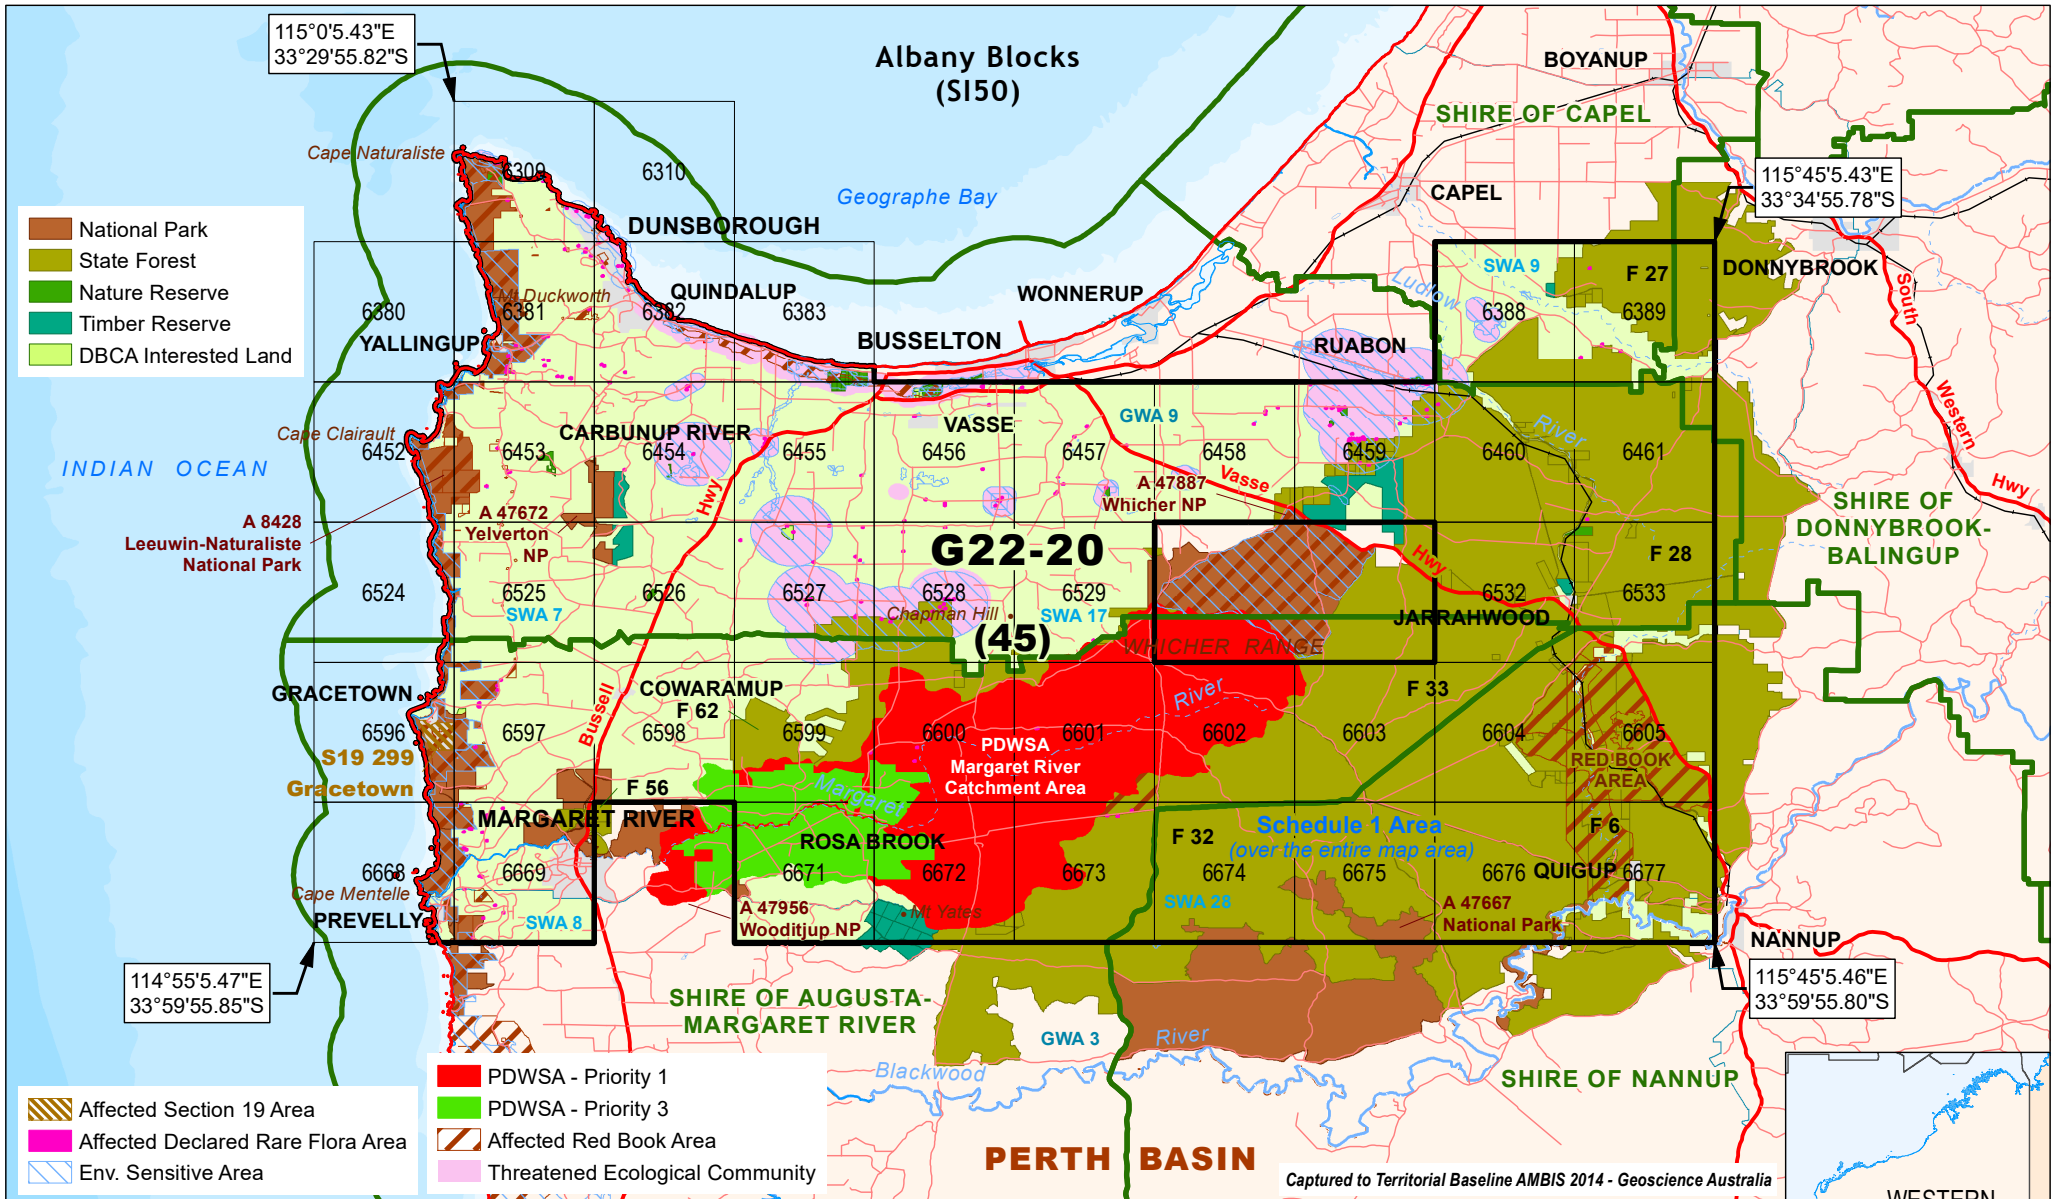 115°0'5.43"E
33°29'55.82"S
Albany Blocks
(SI50)
BOYANUP
SHIRE OF CAPEL
Cape Naturaliste
6309
6310
Geographe Bay
CAPEL
115°45'5.43"E
33°34'55.78"S
National Park
State Forest
Nature Reserve
Timber Reserve
DBCA Interested Land
DUNSBOROUGH
SWA 9
F 27
DONNYBROOK
South
Western
Hwy
Mt Duckworth
QUINDALUP
WONNERUP
Ludlow
6380
6381
6382
6383
6388
6389
YALLINGUP
BUSSELTON
RUABON
Cape Clairault
CARBUNUP RIVER
VASSE
GWA 9
River
INDIAN OCEAN
6452
6453
6454
6455
6456
6457
6458
6459
6460
6461
Hwy
Vasse
A 47887
Whicher NP
A 8428
Leeuwin-Naturaliste
National Park
A 47672
Yelverton
NP
SHIRE OF
DONNYBROOK-
BALINGUP
G22-20
Hwy
F 28
6524
6525
6526
6527
6528
6529
6532
6533
SWA 7
Chapman Hill
SWA 17
JARRAHWOOD
(45)
WHICHER RANGE
GRACETOWN
COWARAMUP
F 62
River
F 33
Bussell
6596
6597
6598
6599
6600
6601
6602
6603
6604
6605
S19 299
Gracetown
PDWSA
Margaret River
Catchment Area
RED BOOK
AREA
F 56
Margaret
MARGARET RIVER
ROSA BROOK
F 32
Schedule 1 Area
(over the entire map area)
F 6
6668
6669
6671
6672
6673
6674
6675
6676
QUIGUP
6677
Cape Mentelle
PREVELLY
SWA 8
A 47956
Wooditjup NP
Mt Yates
SWA 28
A 47667
National Park
NANNUP
114°55'5.47"E
33°59'55.85"S
115°45'5.46"E
33°59'55.80"S
SHIRE OF AUGUSTA-
MARGARET RIVER
GWA 3
River
Blackwood
SHIRE OF NANNUP
PDWSA - Priority 1
PDWSA - Priority 3
Affected Red Book Area
Threatened Ecological Community
Affected Section 19 Area
Affected Declared Rare Flora Area
Env. Sensitive Area
PERTH BASIN
Captured to Territorial Baseline AMBIS 2014 - Geoscience Australia
WESTERN